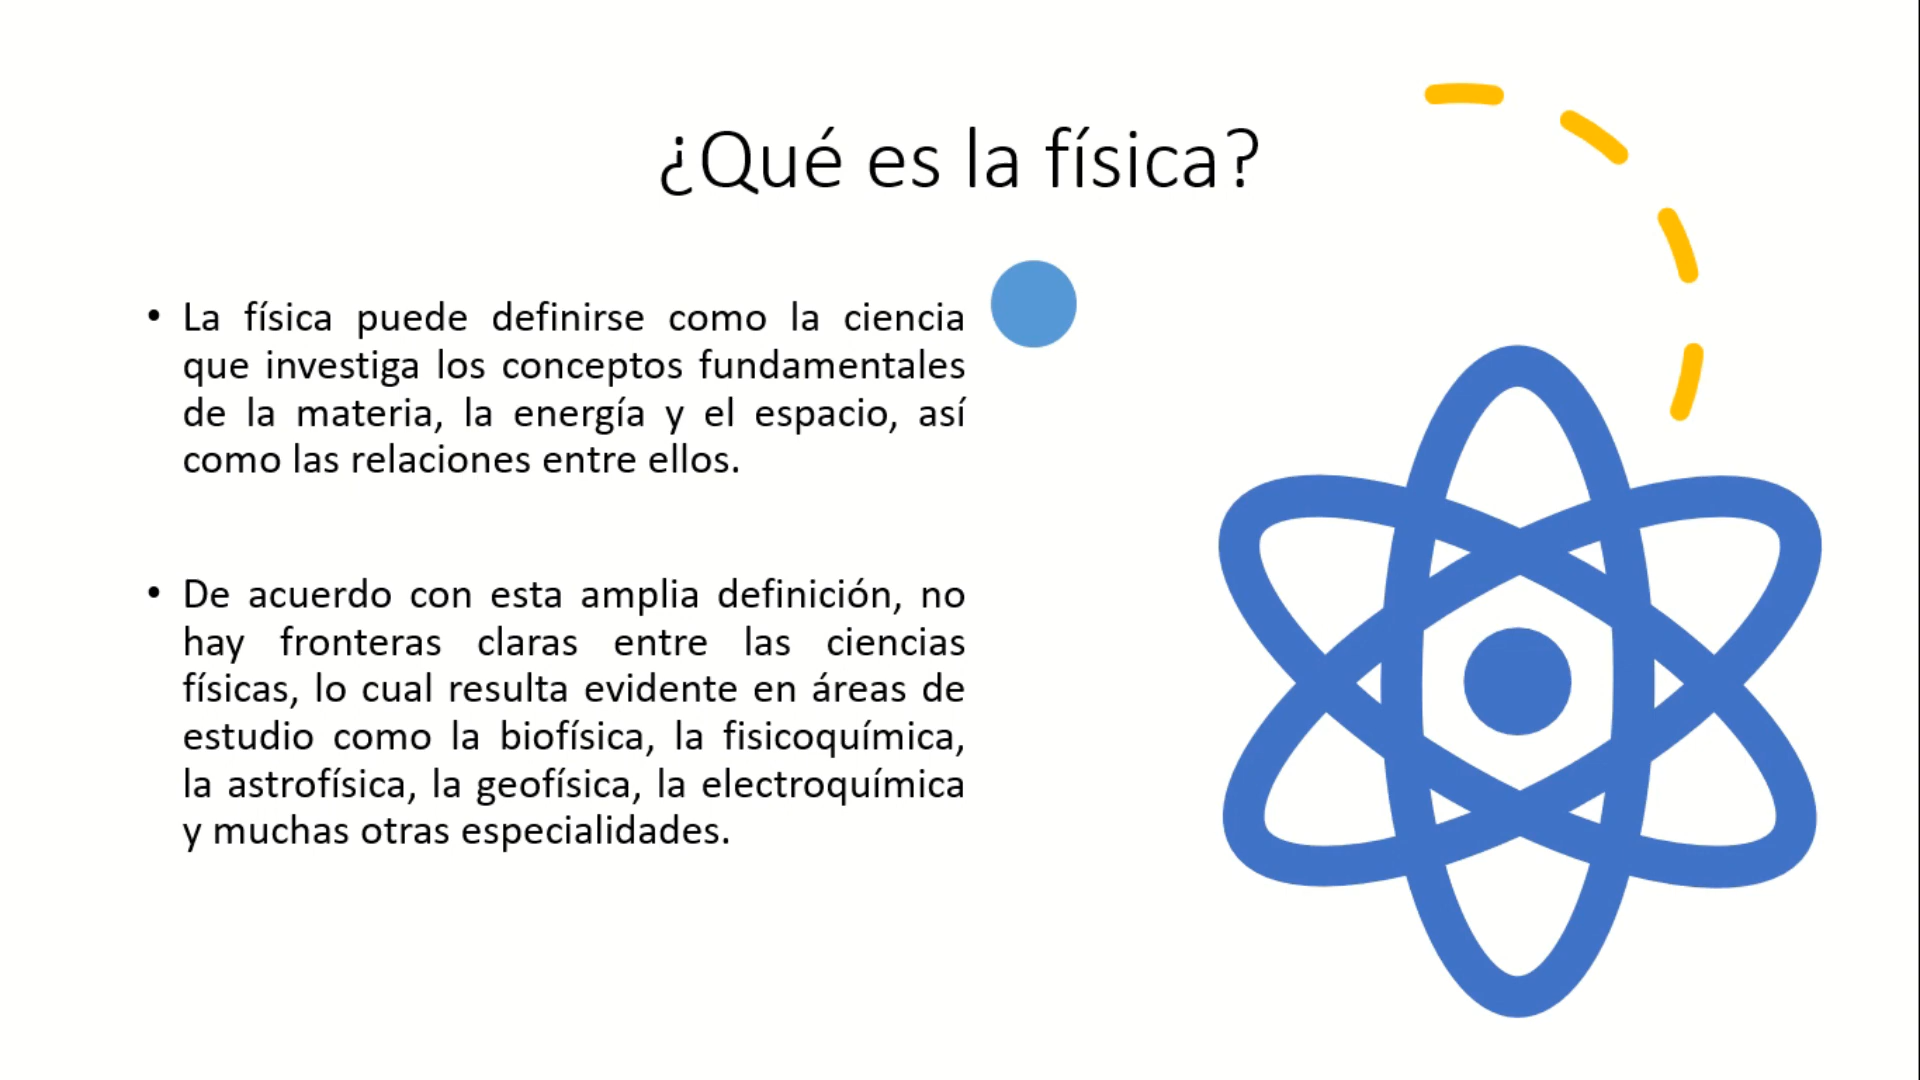 ¿Qué es la física?
• La física puede definirse como la ciencia
que investiga los conceptos fundamentales
de la materia, la energía y el espacio, así
como las relaciones entre ellos.
• De acuerdo con esta amplia definición, no
hay fronteras claras entre las ciencias
físicas, lo cual resulta evidente en áreas de
estudio como la biofísica, la fisicoquímica,
la astrofísica, la geofísica, la electroquímica
y muchas otras especialidades.